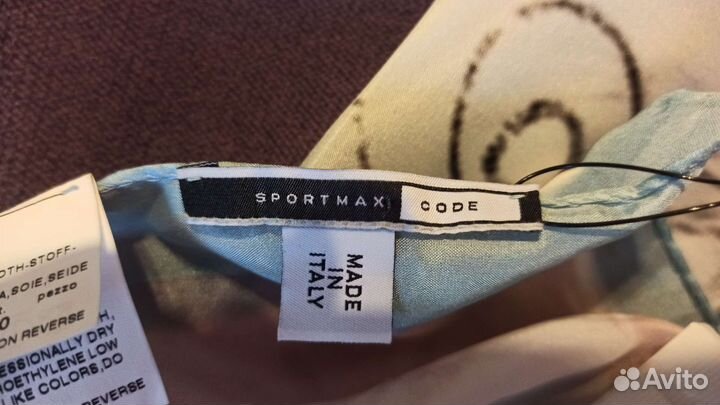 SPORTMAX CODE
MADE
IN
ITALY
OTH-STOFF-
A,SOIE,SEIDE
pezzo
0
ON REVERSE
H,
ESSIONALLY DRY
OETHYLENE LOW
LIKE COLORS,DO
REVERSE
Avito